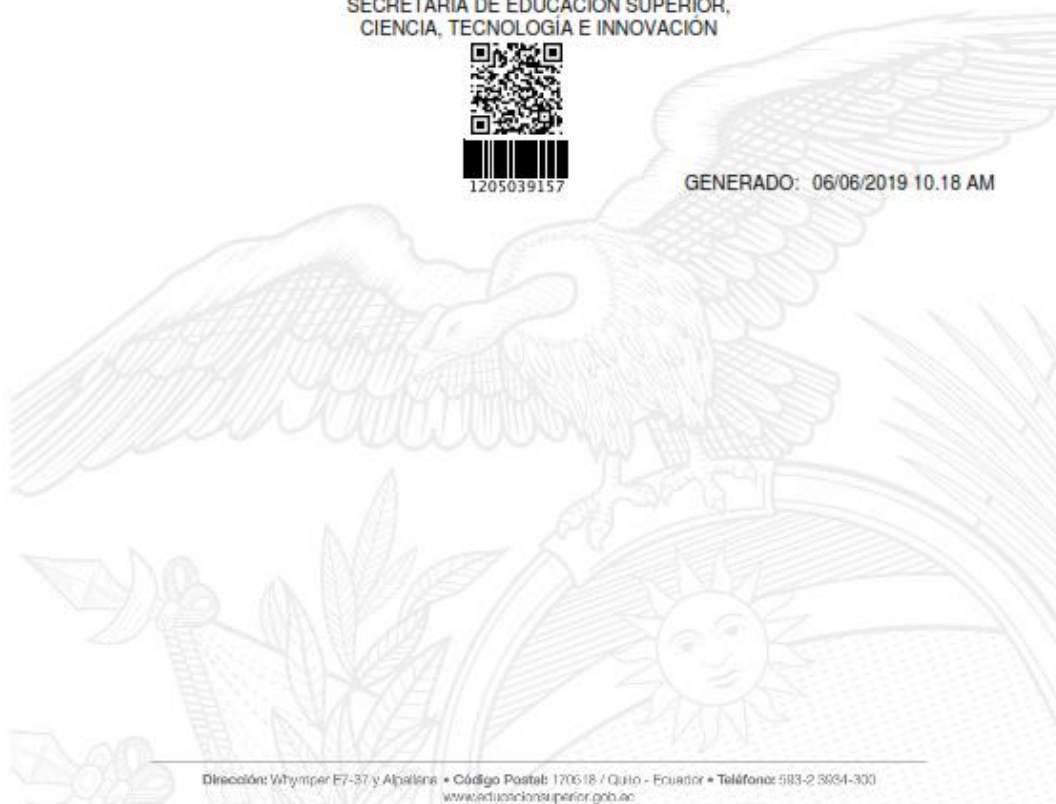 SECRETARÍA DE EDUCACIÓN SUPERIOR,
CIENCIA, TECNOLOGÍA E INNOVACIÓN
1205039157
GENERADO: 06/06/2019 10.18 AM
Dirección: Whymper E7-37 y Alpallana • Código Postal: 170518 / Quito - Ecuador • Teléfono: 593-2 3934-300
www.educacionsuperior.gob.ec